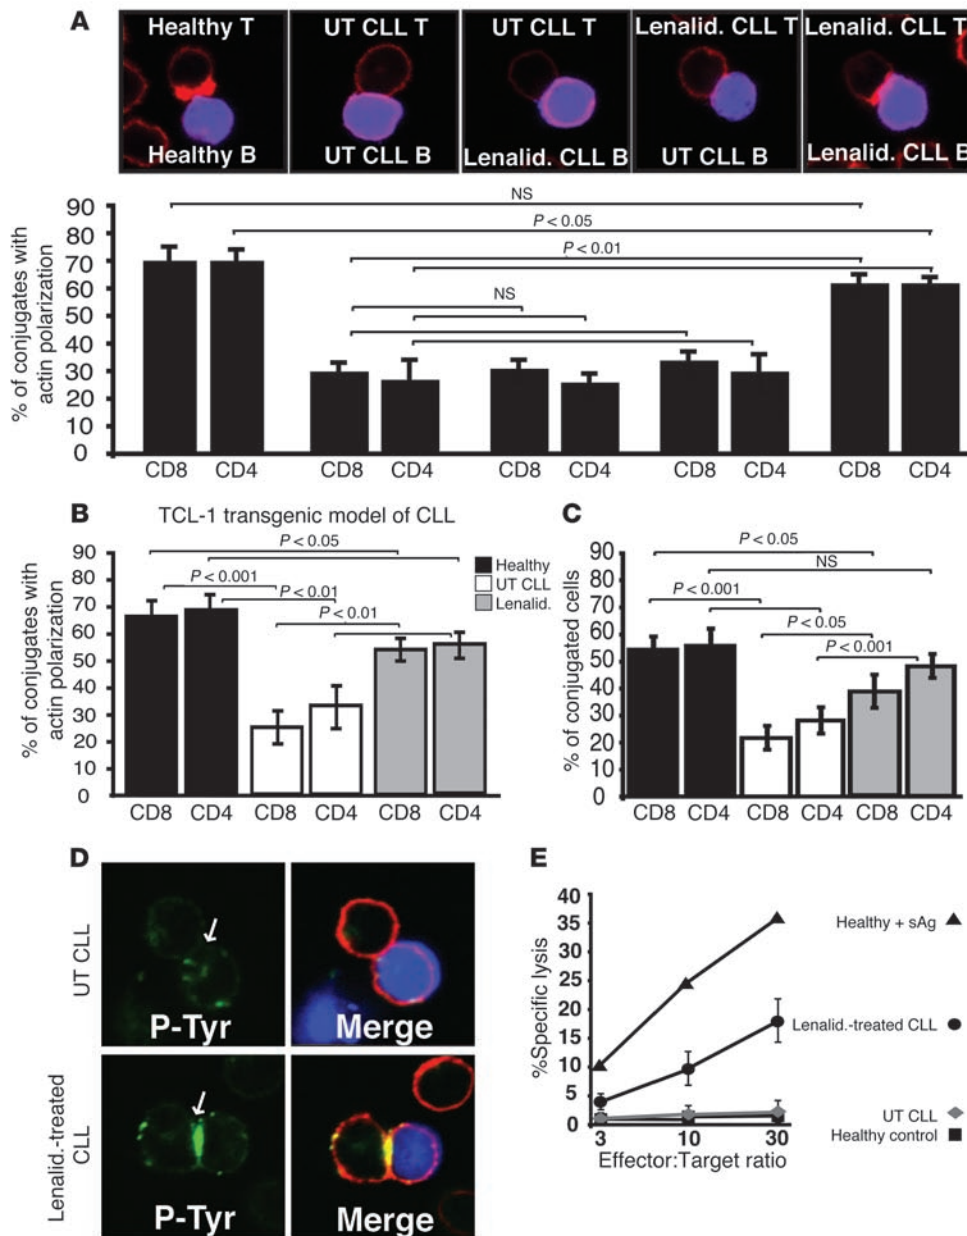 A
Healthy T
UT CLL T
UT CLL T
Lenalid. CLL T
Lenalid. CLL T
Healthy B
UT CLL B
Lenalid. CLL B
UT CLL B
Lenalid. CLL B
% of conjugates with
actin polarization
90
80
70
60
50
40
30
20
10
0
NS
P < 0.05
P < 0.01
NS
CD8 CD4 CD8 CD4 CD8 CD4 CD8 CD4 CD8 CD4
B
TCL-1 transgenic model of CLL
% of conjugates with
actin polarization
90
80
70
60
50
40
30
20
10
0
P < 0.05
P < 0.001
P < 0.01
P < 0.01
Healthy
UT CLL
Lenalid.
CD8 CD4 CD8 CD4 CD8 CD4
C
% of conjugated cells
90
80
70
60
50
40
30
20
10
0
P < 0.05
NS
P < 0.001
P < 0.05
P < 0.001
CD8 CD4 CD8 CD4 CD8 CD4
D
UT CLL
P-Tyr
Merge
Lenalid.-treated
CLL
P-Tyr
Merge
E
%Specific lysis
40
35
30
25
20
15
10
5
0
3 10 30
Effector:Target ratio
Healthy + sAg
Lenalid.-treated CLL
UT CLL
Healthy control